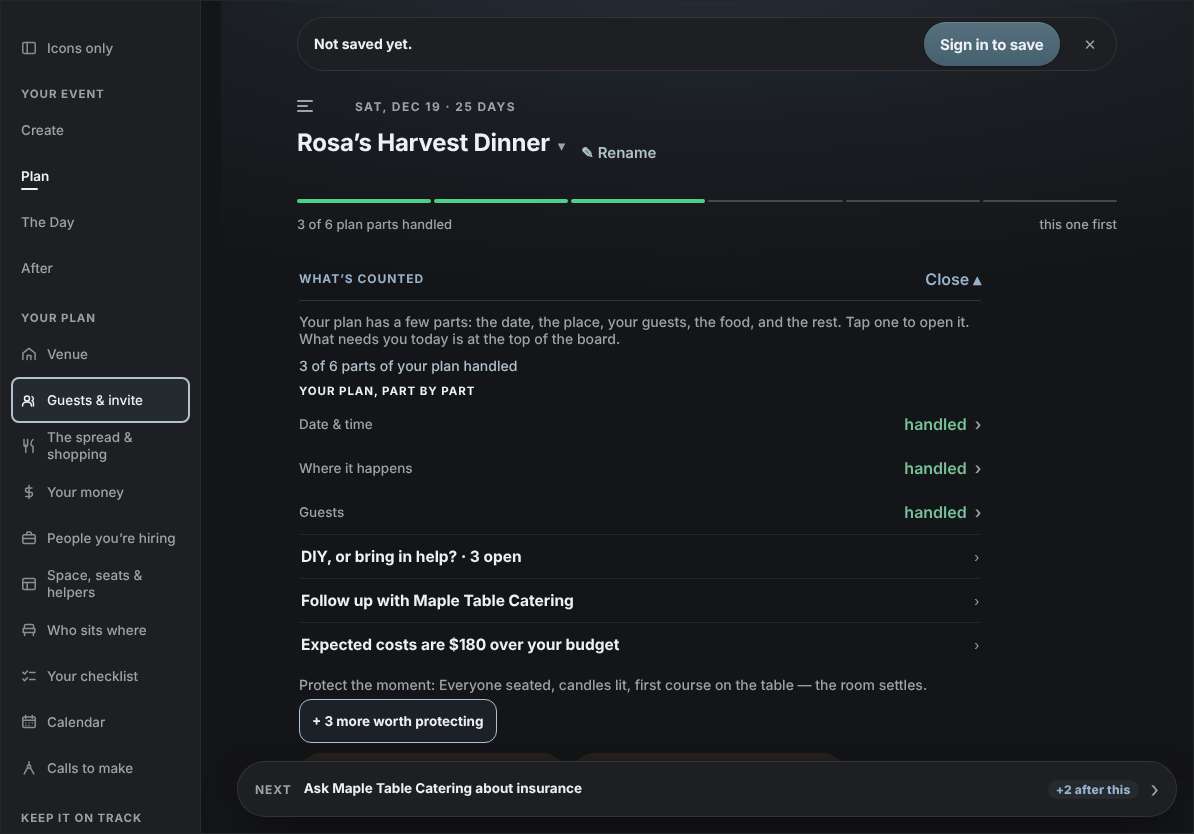 Icons only
YOUR EVENT
Create
Plan
The Day
After
YOUR PLAN
Venue
Guests & invite
The spread &
shopping
Your money
People you’re hiring
Space, seats &
helpers
Who sits where
Your checklist
Calendar
Calls to make
KEEP IT ON TRACK
Not saved yet.
Sign in to save ×
SAT, DEC 19 · 25 DAYS
Rosa’s Harvest Dinner ▾ ✎ Rename
3 of 6 plan parts handled
this one first
WHAT’S COUNTED
Close ▴
Your plan has a few parts: the date, the place, your guests, the food, and the rest. Tap one to open it.
What needs you today is at the top of the board.
3 of 6 parts of your plan handled
YOUR PLAN, PART BY PART
Date & time handled ›
Where it happens handled ›
Guests handled ›
DIY, or bring in help? · 3 open ›
Follow up with Maple Table Catering ›
Expected costs are $180 over your budget ›
Protect the moment: Everyone seated, candles lit, first course on the table — the room settles.
+ 3 more worth protecting
NEXT Ask Maple Table Catering about insurance +2 after this ›